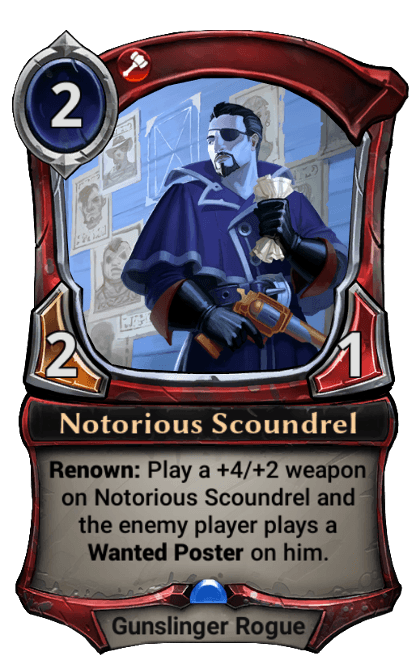 2
2
1
Notorious Scoundrel
Renown: Play a +4/+2 weapon
on Notorious Scoundrel and
the enemy player plays a
Wanted Poster on him.
Gunslinger Rogue